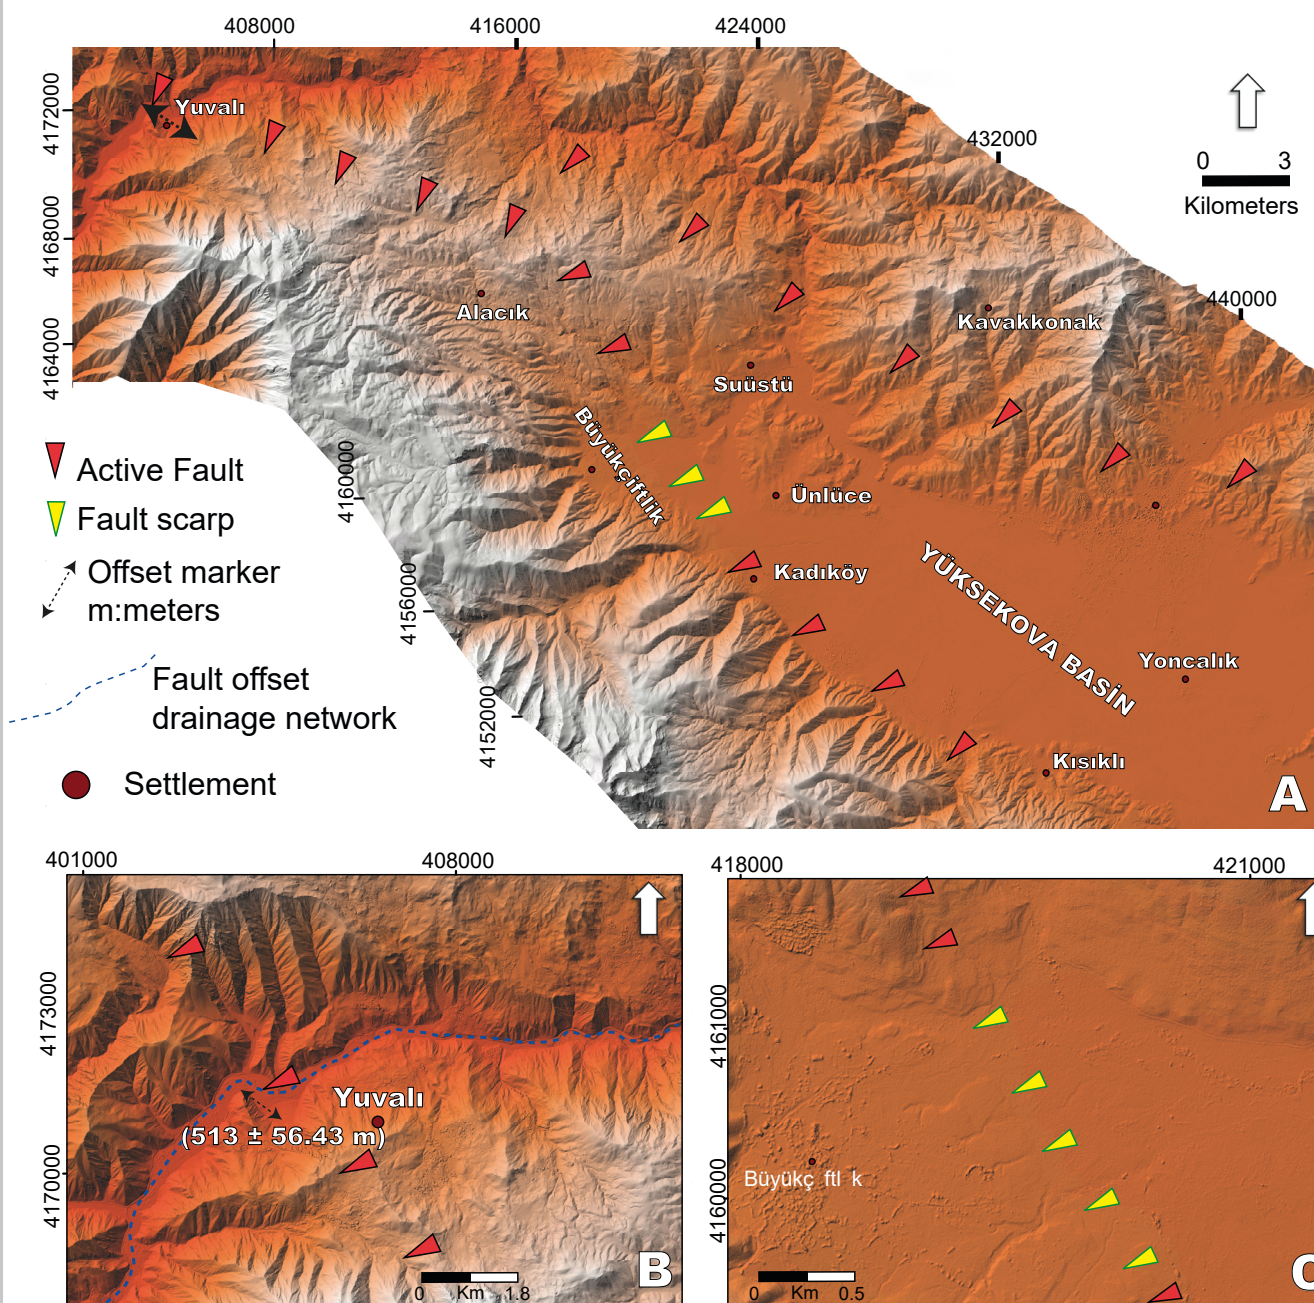 408000
416000
424000
432000
440000
4172000
4168000
4164000
4160000
4156000
4152000
0 3
Kilometers
Yuvalı
Alacık
Kavakkonak
Suüstü
Büyükçiftlik
Ünlüce
Kadıköy
YÜKSEKOVA BASİN
Yoncalık
Kısıklı
A
Active Fault
Fault scarp
Offset marker
m:meters
Fault offset
drainage network
Settlement
401000
408000
4173000
4170000
Yuvalı
(513 ± 56.43 m)
0 Km 1.8
B
418000
421000
4161000
4160000
Büyükç ftl k
0 Km 0.5
C